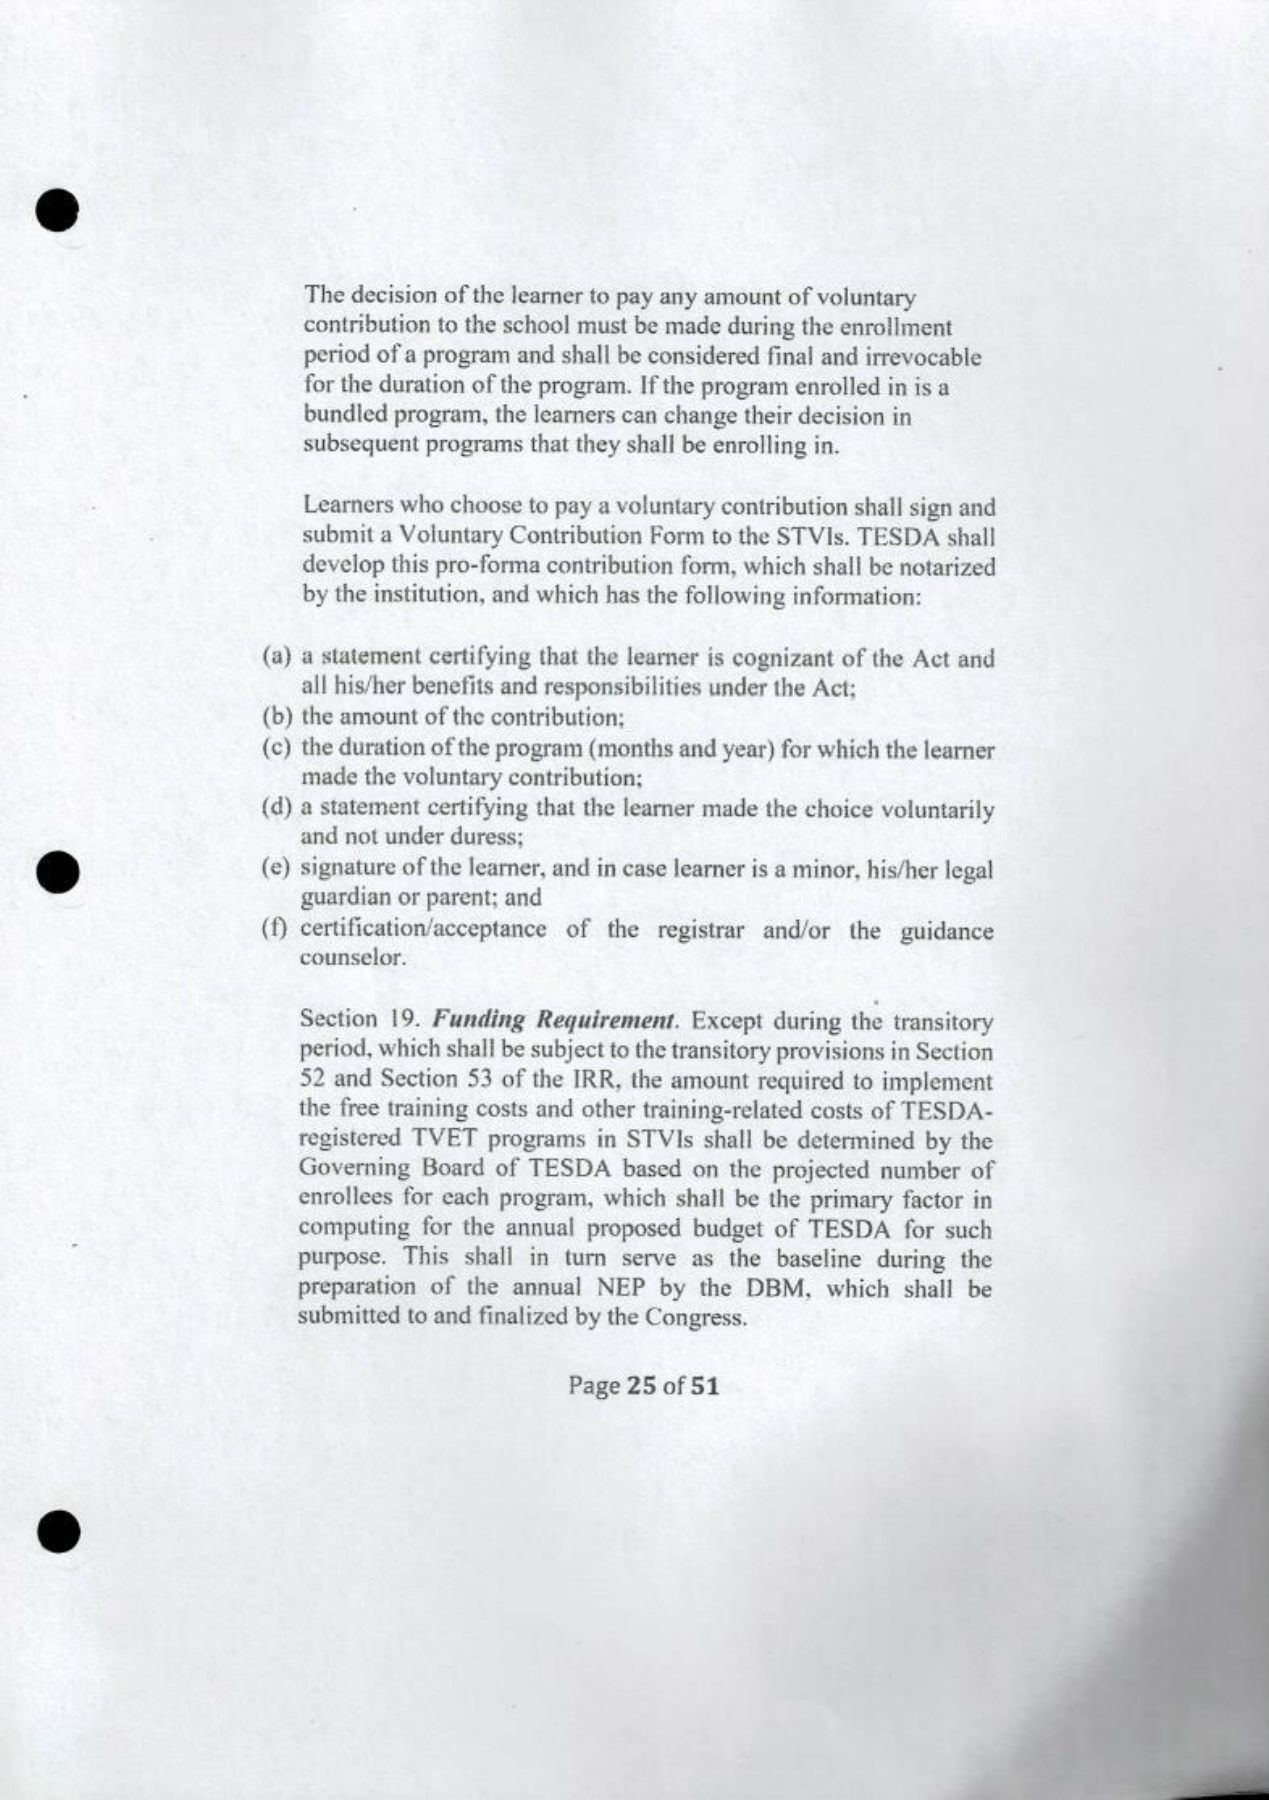 The decision of the learner to pay any amount of voluntary
contribution to the school must be made during the enrollment
period of a program and shall be considered final and irrevocable
for the duration of the program. If the program enrolled in is a
bundled program, the learners can change their decision in
subsequent programs that they shall be enrolling in.
Learners who choose to pay a voluntary contribution shall sign and
submit a Voluntary Contribution Form to the STVIs. TESDA shall
develop this pro-forma contribution form, which shall be notarized
by the institution, and which has the following information:
(a) a statement certifying that the learner is cognizant of the Act and
all his/her benefits and responsibilities under the Act;
(b) the amount of the contribution;
(c) the duration of the program (months and year) for which the learner
made the voluntary contribution;
(d) a statement certifying that the learner made the choice voluntarily
and not under duress;
(e) signature of the learner, and in case learner is a minor, his/her legal
guardian or parent; and
(f) certification/acceptance of the registrar and/or the guidance
counselor.
Section 19. Funding Requirement. Except during the transitory
period, which shall be subject to the transitory provisions in Section
52 and Section 53 of the IRR, the amount required to implement
the free training costs and other training-related costs of TESDA-
registered TVET programs in STVIs shall be determined by the
Governing Board of TESDA based on the projected number of
enrollees for each program, which shall be the primary factor in
computing for the annual proposed budget of TESDA for such
purpose. This shall in turn serve as the baseline during the
preparation of the annual NEP by the DBM, which shall be
submitted to and finalized by the Congress.
Page 25 of 51